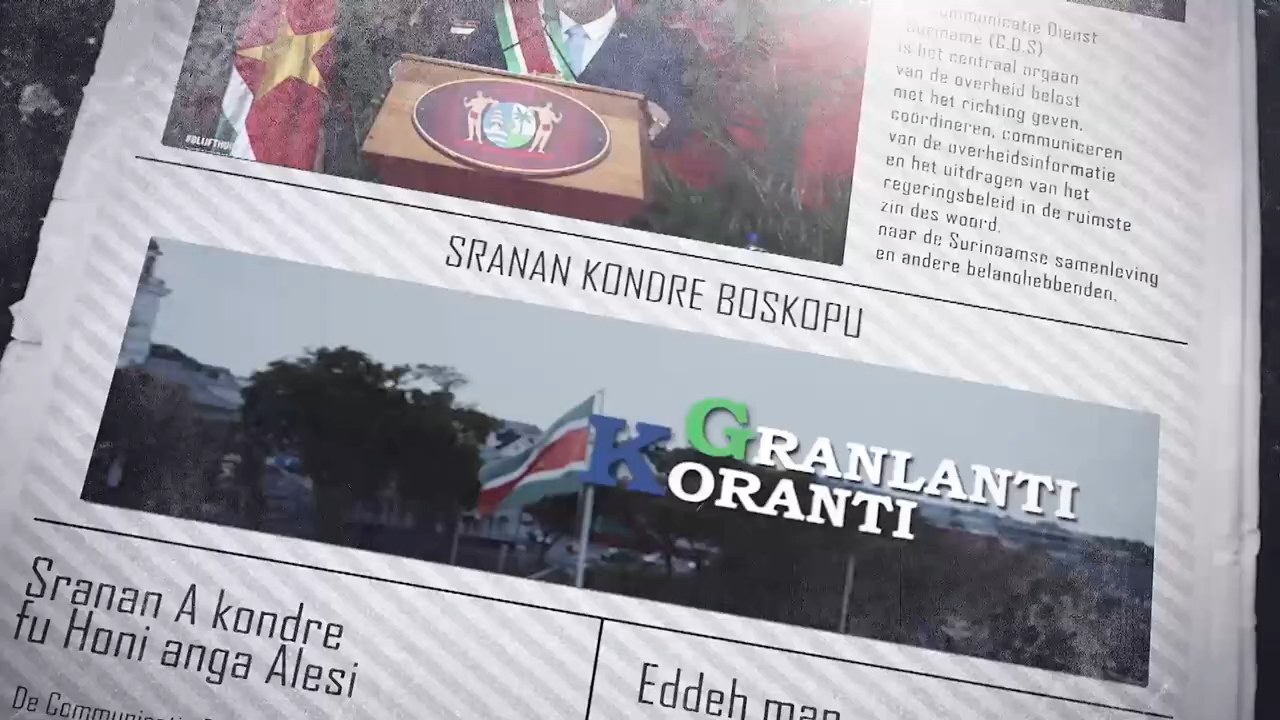 Communicatie Dienst
Suriname (C.D.S)
is het centraal orgaan
van de overheid belast
met het richting geven,
coördineren, communiceren
van de overheidsinformatie
en het uitdragen van het
regeringsbeleid in de ruimste
zin des woord.
naar de Surinaamse samenleving
en andere belanghebbenden.
SRANAN KONDRE BOSKOPU
GRANLANTI
KORANTI
Sranan A kondre
fu Honi anga Alesi
Eddeh man
De